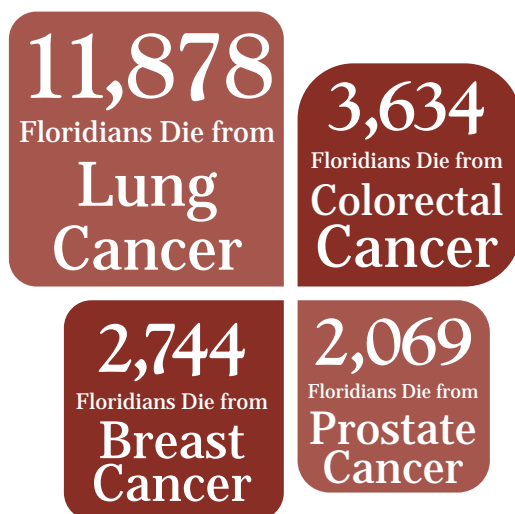 11,878
Floridians Die from
Lung
Cancer
3,634
Floridians Die from
Colorectal
Cancer
2,744
Floridians Die from
Breast
Cancer
2,069
Floridians Die from
Prostate
Cancer